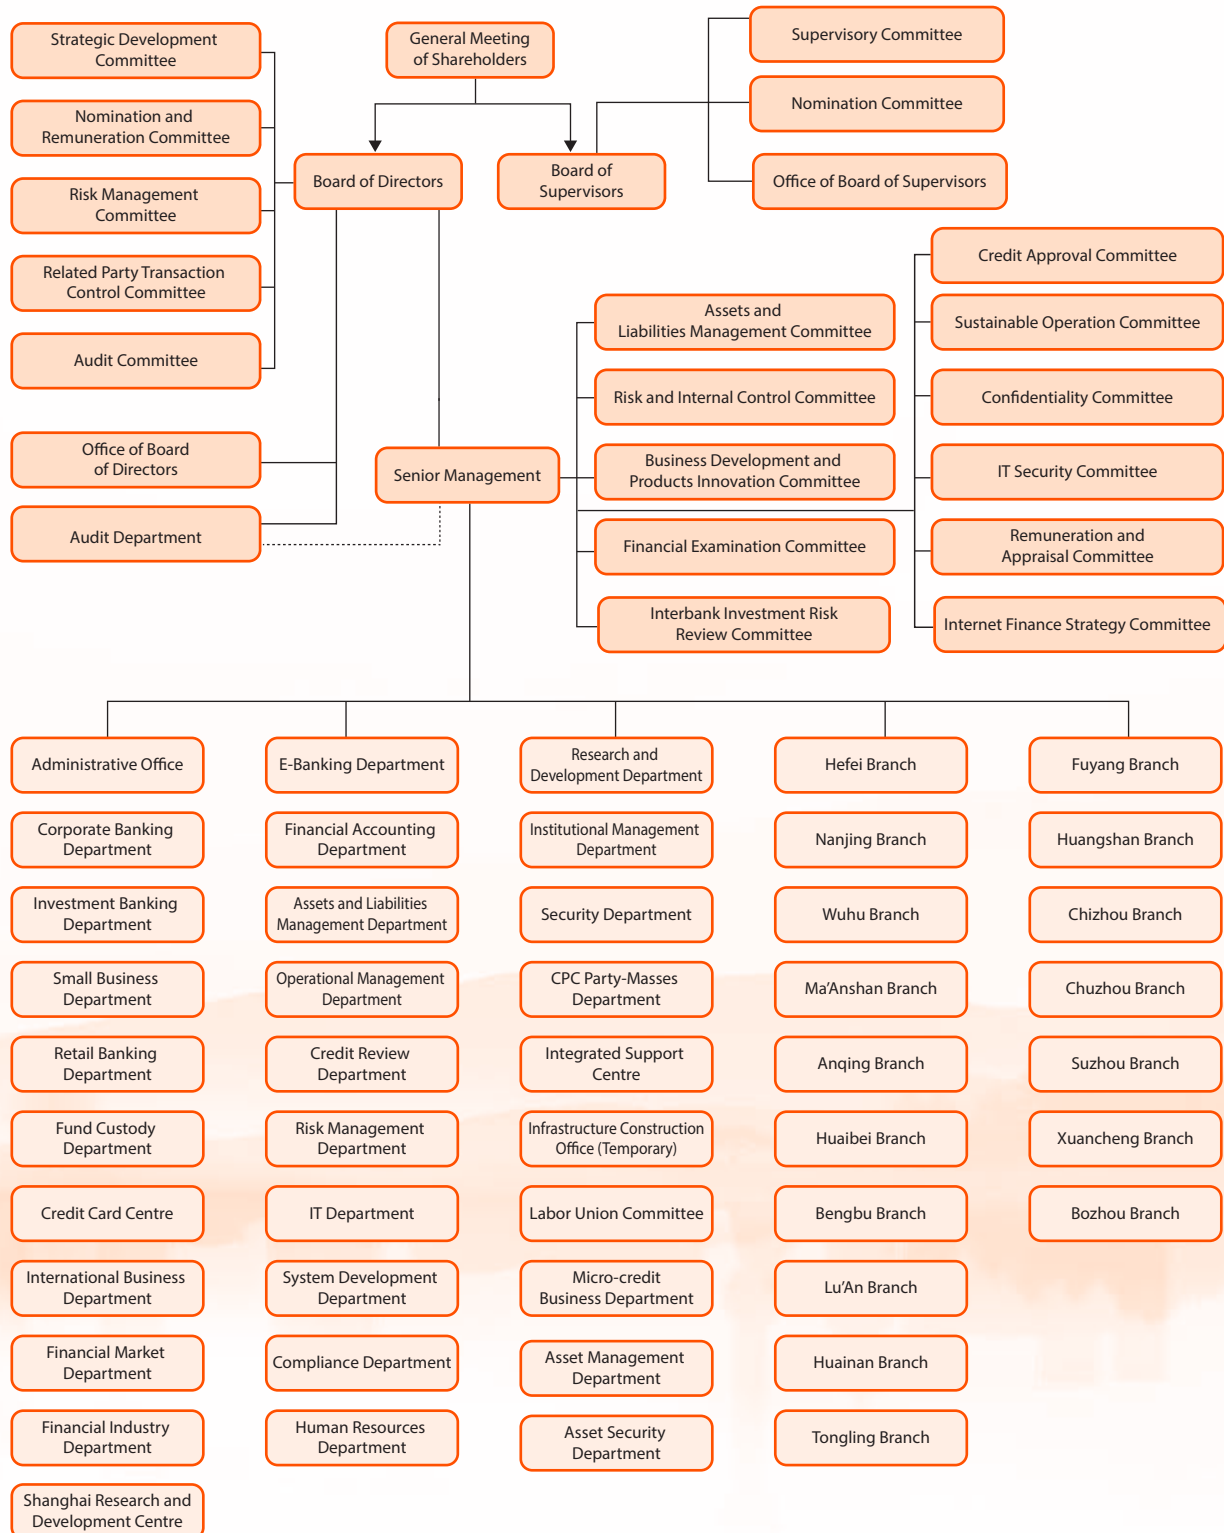 Strategic Development
Committee
Nomination and
Remuneration Committee
Risk Management
Committee
Related Party Transaction
Control Committee
Audit Committee
Office of Board
of Directors
Audit Department
General Meeting
of Shareholders
Board of Directors
Board of
Supervisors
Supervisory Committee
Nomination Committee
Office of Board of Supervisors
Senior Management
Assets and
Liabilities Management Committee
Risk and Internal Control Committee
Business Development and
Products Innovation Committee
Financial Examination Committee
Interbank Investment Risk
Review Committee
Credit Approval Committee
Sustainable Operation Committee
Confidentiality Committee
IT Security Committee
Remuneration and
Appraisal Committee
Internet Finance Strategy Committee
Administrative Office
Corporate Banking
Department
Investment Banking
Department
Small Business
Department
Retail Banking
Department
Fund Custody
Department
Credit Card Centre
International Business
Department
Financial Market
Department
Financial Industry
Department
Shanghai Research and
Development Centre
E-Banking Department
Financial Accounting
Department
Assets and Liabilities
Management Department
Operational Management
Department
Credit Review
Department
Risk Management
Department
IT Department
System Development
Department
Compliance Department
Human Resources
Department
Research and
Development Department
Institutional Management
Department
Security Department
CPC Party-Masses
Department
Integrated Support
Centre
Infrastructure Construction
Office (Temporary)
Labor Union Committee
Micro-credit
Business Department
Asset Management
Department
Asset Security
Department
Hefei Branch
Nanjing Branch
Wuhu Branch
Ma’Anshan Branch
Anqing Branch
Huaibei Branch
Bengbu Branch
Lu’An Branch
Huainan Branch
Tongling Branch
Fuyang Branch
Huangshan Branch
Chizhou Branch
Chuzhou Branch
Suzhou Branch
Xuancheng Branch
Bozhou Branch